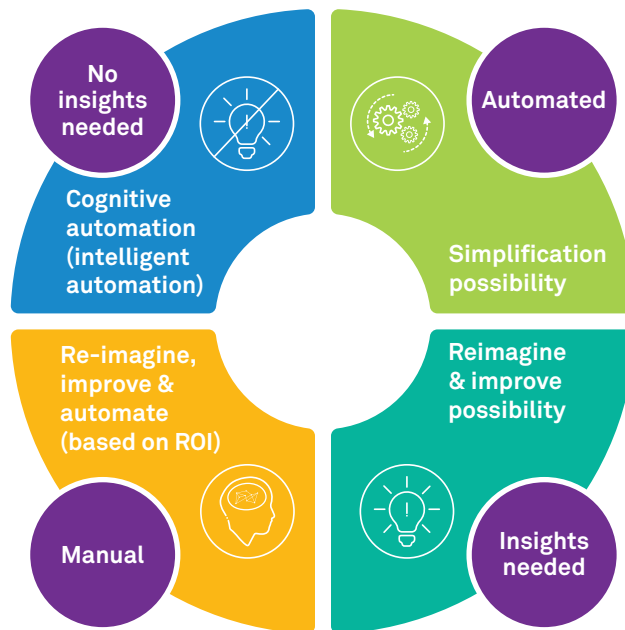 No
insights
needed
Automated
Cognitive
automation
(intelligent
automation)
Simplification
possibility
Re-imagine,
improve &
automate
(based on ROI)
Reimagine
& improve
possibility
Manual
Insights
needed